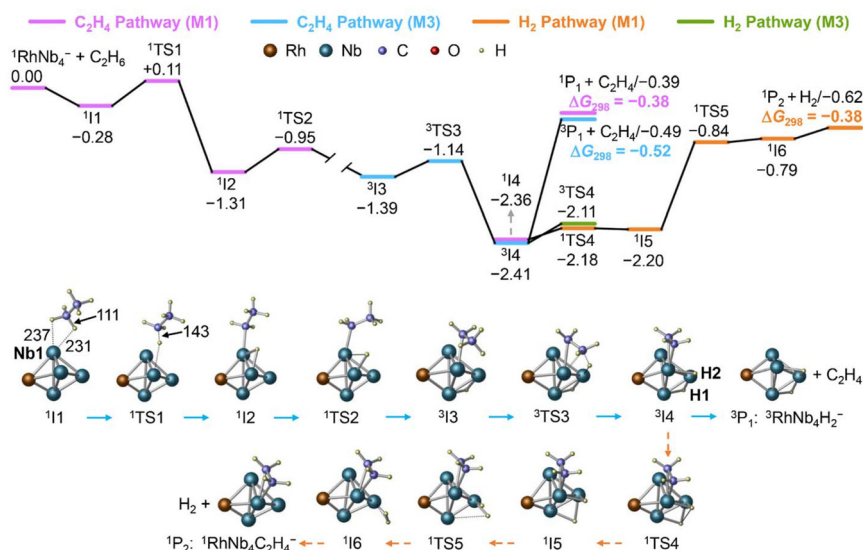 C₂H₄ Pathway (M1) C₂H₄ Pathway (M3) H₂ Pathway (M1) H₂ Pathway (M3)
Rh Nb C O H
¹RhNb₄⁻ + C₂H₆
0.00
¹I1
−0.28
¹TS1
+0.11
¹I2
−1.31
¹TS2
−0.95
³I3
−1.39
³TS3
−1.14
¹I4
−2.36
³I4
−2.41
¹P₁ + C₂H₄/−0.39
ΔG₂₉₈ = −0.38
³P₁ + C₂H₄/−0.49
ΔG₂₉₈ = −0.52
³TS4
−2.11
¹TS4
−2.18
¹I5
−2.20
¹TS5
−0.84
¹I6
−0.79
¹P₂ + H₂/−0.62
ΔG₂₉₈ = −0.38
237
111
231
Nb1
143
H2
H1
+ C₂H₄
¹I1 ¹TS1 ¹I2 ¹TS2 ³I3 ³TS3 ³I4 ³P₁: ³RhNb₄H₂⁻
H₂ +
¹P₂: ¹RhNb₄C₂H₄⁻ ¹I6 ¹TS5 ¹I5 ¹TS4